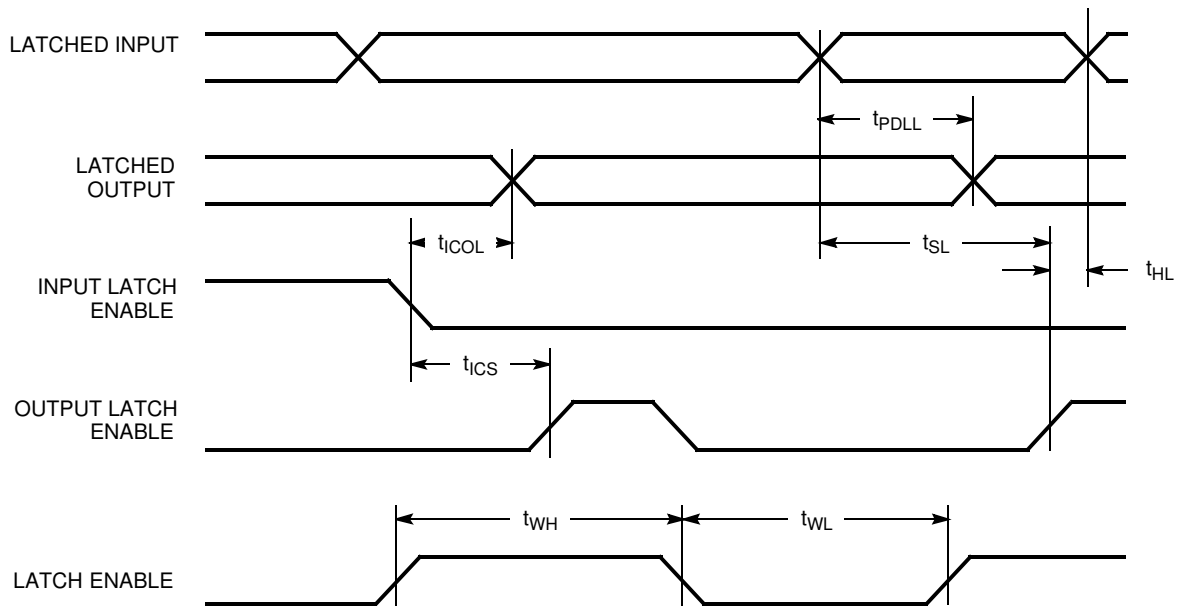 LATCHED INPUT
tPDLL
LATCHED
OUTPUT
tICOL
tSL
tHL
INPUT LATCH
ENABLE
tICS
OUTPUT LATCH
ENABLE
tWH
tWL
LATCH ENABLE